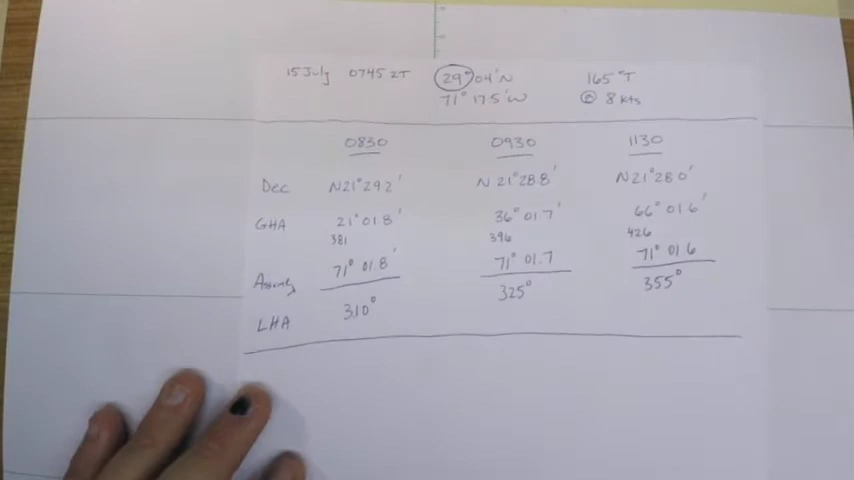 15 July 0745 ZT 29° 04' N 165°T
71° 17.5' W @ 8 kts
0830 0930 1130
Dec N21°29.2' N 21°28.8' N21°28.0'
GHA 21° 01.8' 36° 01.7' 66° 01.6'
381 396 426
Assumed λ 71° 01.8' 71° 01.7 71° 01.6
LHA 310° 325° 355°